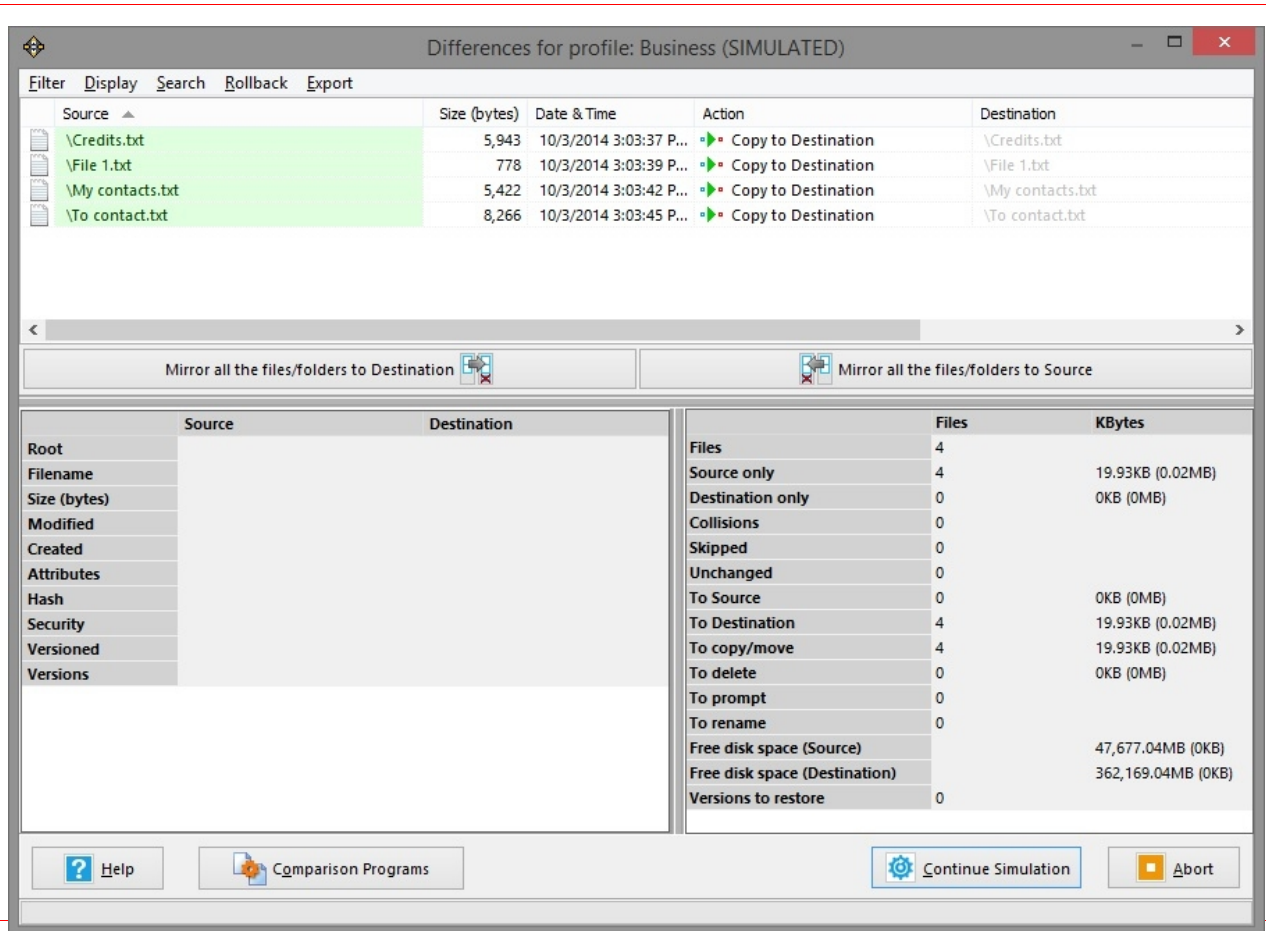 Differences for profile: Business (SIMULATED)
Filter Display Search Rollback Export
Source Size (bytes) Date & Time Action Destination
\Credits.txt 5,943 10/3/2014 3:03:37 P... Copy to Destination \Credits.txt
\File 1.txt 778 10/3/2014 3:03:39 P... Copy to Destination \File 1.txt
\My contacts.txt 5,422 10/3/2014 3:03:42 P... Copy to Destination \My contacts.txt
\To contact.txt 8,266 10/3/2014 3:03:45 P... Copy to Destination \To contact.txt
Mirror all the files/folders to Destination Mirror all the files/folders to Source
Source Destination
Root
Filename
Size (bytes)
Modified
Created
Attributes
Hash
Security
Versioned
Versions
Files KBytes
Files 4
Source only 4 19.93KB (0.02MB)
Destination only 0 0KB (0MB)
Collisions 0
Skipped 0
Unchanged 0
To Source 0 0KB (0MB)
To Destination 4 19.93KB (0.02MB)
To copy/move 4 19.93KB (0.02MB)
To delete 0 0KB (0MB)
To prompt 0
To rename 0
Free disk space (Source) 47,677.04MB (0KB)
Free disk space (Destination) 362,169.04MB (0KB)
Versions to restore 0
Help Comparison Programs Continue Simulation Abort